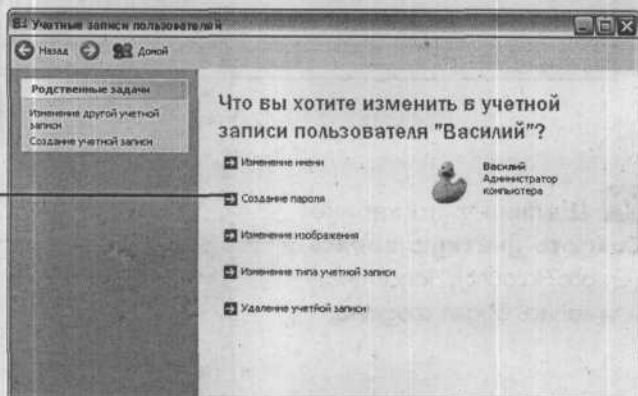 Учетные записи пользователей
Назад Домой
Родственные задачи
Изменение другой учетной
записи
Создание учетной записи
Что вы хотите изменить в учетной
записи пользователя "Василий"?
Изменение имени
Создание пароля
Изменение изображения
Изменение типа учетной записи
Удаление учетной записи
Василий
Администратор
компьютера